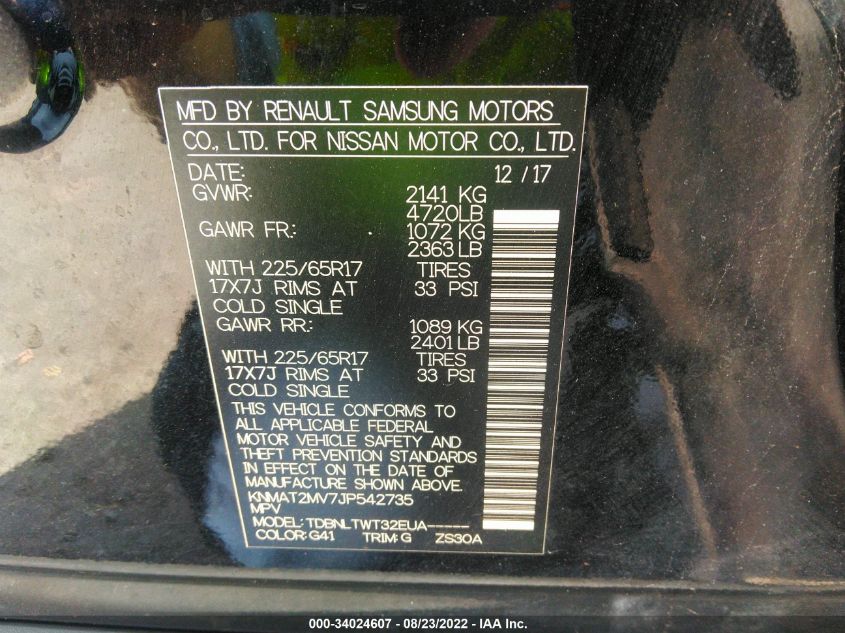 MFD BY RENAULT SAMSUNG MOTORS
CO., LTD. FOR NISSAN MOTOR CO., LTD.
DATE: 12 / 17
GVWR: 2141 KG
4720LB
GAWR FR.: 1072 KG
2363 LB
WITH 225/65R17 TIRES
17X7J RIMS AT 33 PSI
COLD SINGLE
GAWR RR.: 1089 KG
2401 LB
WITH 225/65R17 TIRES
17X7J RIMS AT 33 PSI
COLD SINGLE
THIS VEHICLE CONFORMS TO
ALL APPLICABLE FEDERAL
MOTOR VEHICLE SAFETY AND
THEFT PREVENTION STANDARDS
IN EFFECT ON THE DATE OF
MANUFACTURE SHOWN ABOVE.
KNMAT2MV7JP542735
MPV
MODEL: TDBNLTWT32EUA-----
COLOR: G41 TRIM: G ZS30A
000-34024607 - 08/23/2022 - IAA Inc.